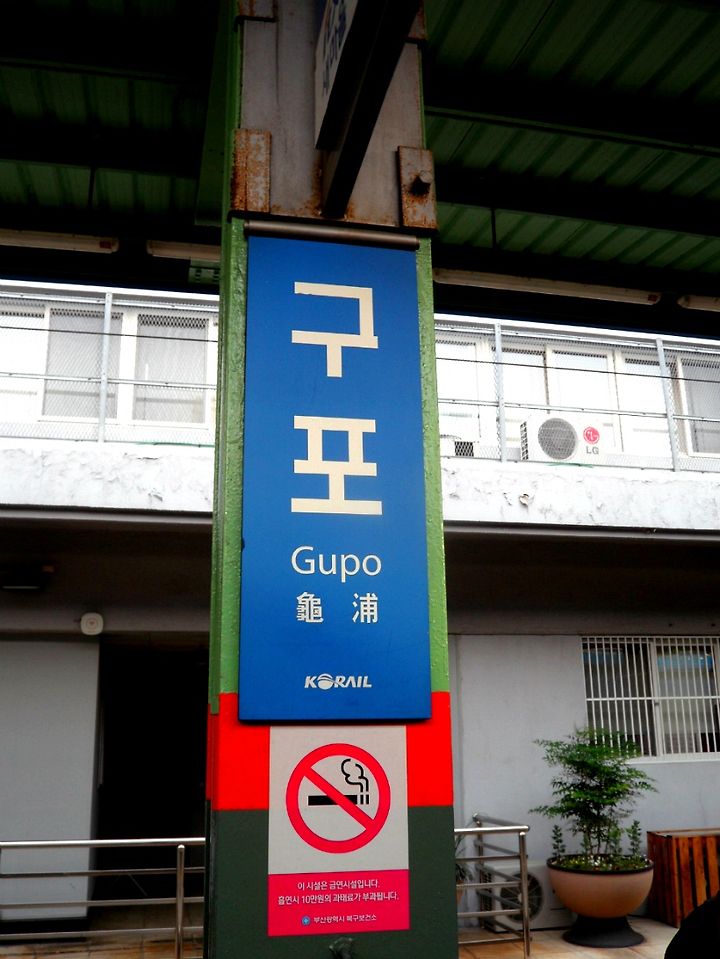 구
포
Gupo
龜 浦
KORAIL
LG
이 시설은 금연시설입니다.
흡연시 10만원의 과태료가 부과됩니다.
부산광역시 북구보건소